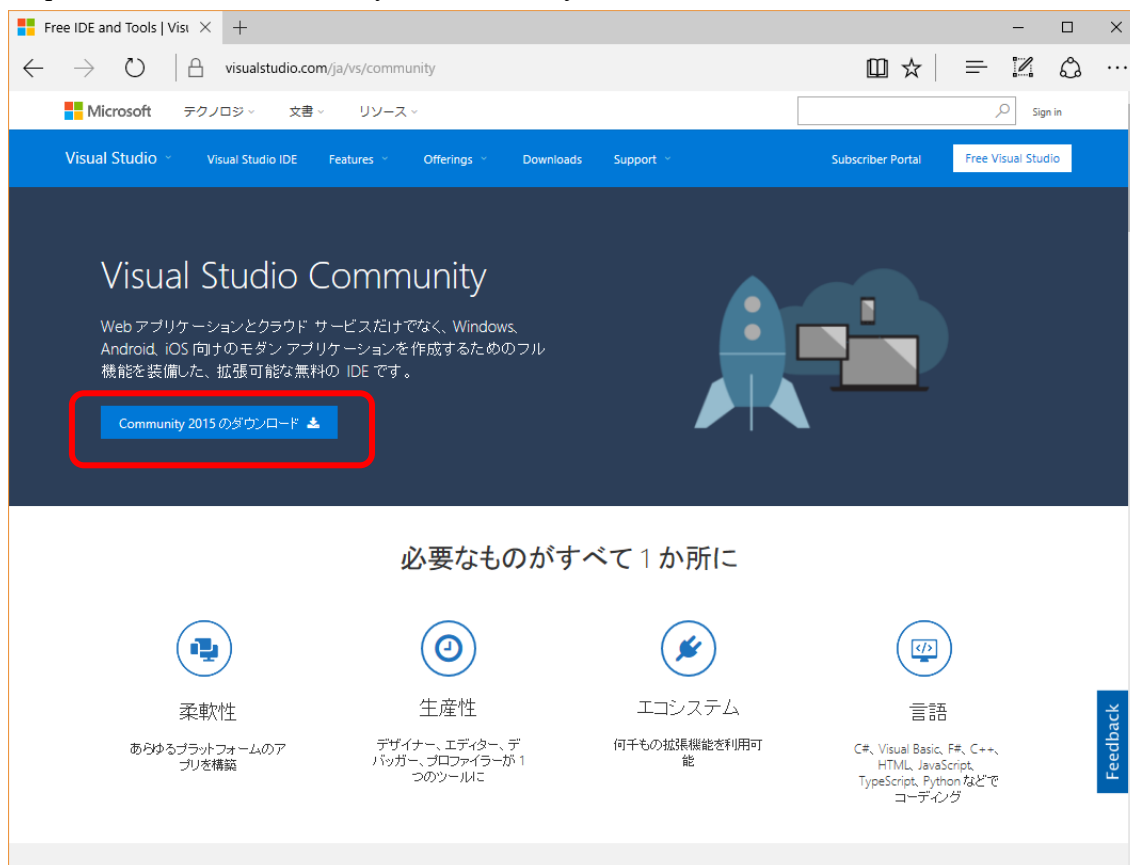 Free IDE and Tools | Visu
visualstudio.com/ja/vs/community
Microsoft テクノロジ 文書 リソース Sign in
Visual Studio Visual Studio IDE Features Offerings Downloads Support Subscriber Portal Free Visual Studio
Visual Studio Community
Web アプリケーションとクラウド サービスだけでなく、Windows、
Android、iOS 向けのモダン アプリケーションを作成するためのフル
機能を装備した、拡張可能な無料の IDE です。
Community 2015 のダウンロード
必要なものがすべて 1 か所に
柔軟性
あらゆるプラットフォームのア
プリを構築
生産性
デザイナー、エディター、デ
バッガー、プロファイラーが 1
つのツールに
エコシステム
何千もの拡張機能を利用可
能
言語
C#、Visual Basic、F#、C++、
HTML、JavaScript、
TypeScript、Python などで
コーディング
Feedback